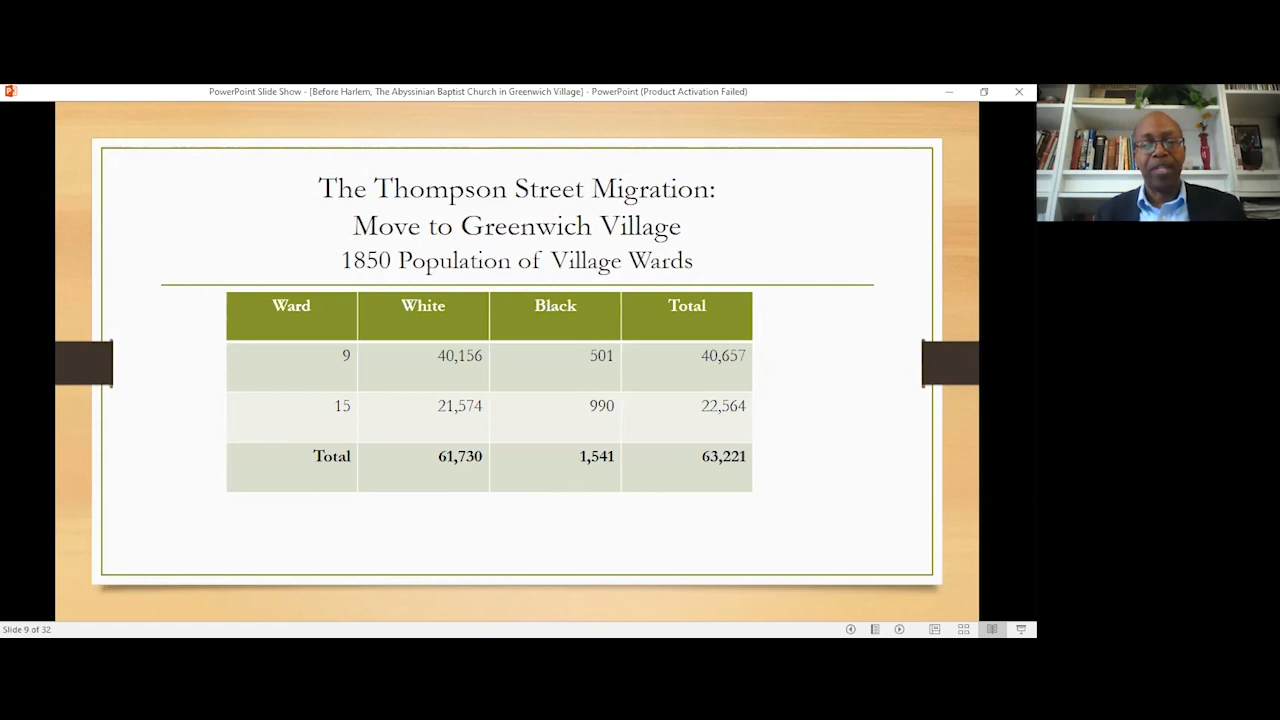 PowerPoint Slide Show - [Before Harlem, The Abyssinian Baptist Church in Greenwich Village] - PowerPoint (Product Activation Failed)
The Thompson Street Migration:
Move to Greenwich Village
1850 Population of Village Wards
Ward White Black Total
9 40,156 501 40,657
15 21,574 990 22,564
Total 61,730 1,541 63,221
Slide 9 of 32